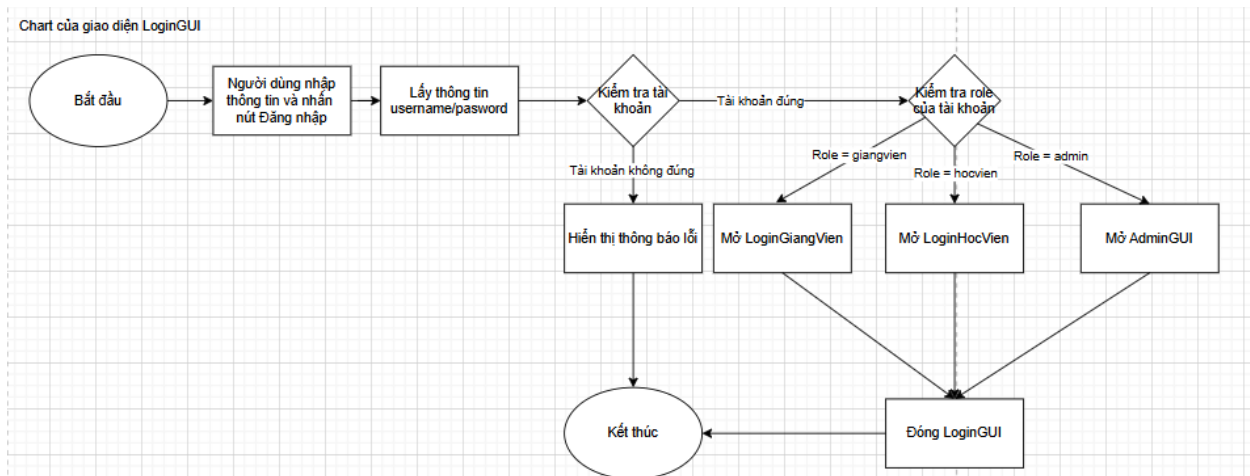 Chart của giao diện LoginGUI
Bắt đầu
Người dùng nhập
thông tin và nhấn
nút Đăng nhập
Lấy thông tin
username/pasword
Kiểm tra tài
khoản
Tài khoản đúng
Kiểm tra role
của tài khoản
Tài khoản không đúng
Role = giangvien
Role = hocvien
Role = admin
Hiển thị thông báo lỗi
Mở LoginGiangVien
Mở LoginHocVien
Mở AdminGUI
Kết thúc
Đóng LoginGUI